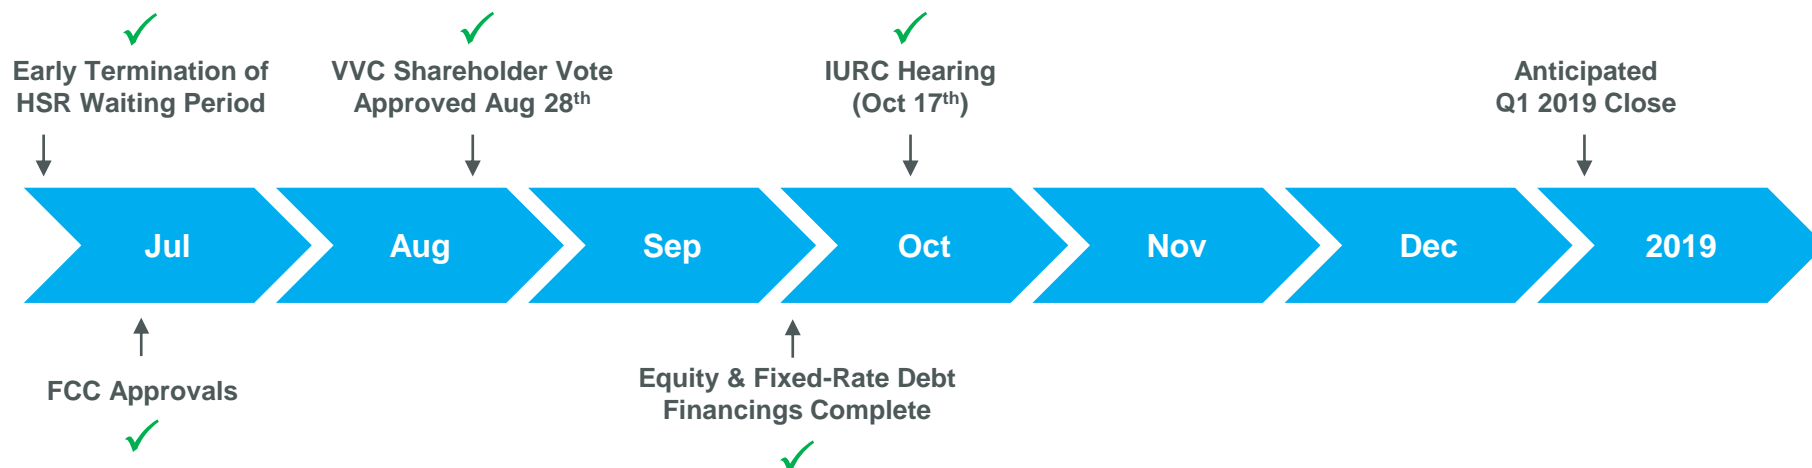 Early Termination of
HSR Waiting Period
VVC Shareholder Vote
Approved Aug 28th
IURC Hearing
(Oct 17th)
Anticipated
Q1 2019 Close
Jul
Aug
Sep
Oct
Nov
Dec
2019
FCC Approvals
Equity & Fixed-Rate Debt
Financings Complete